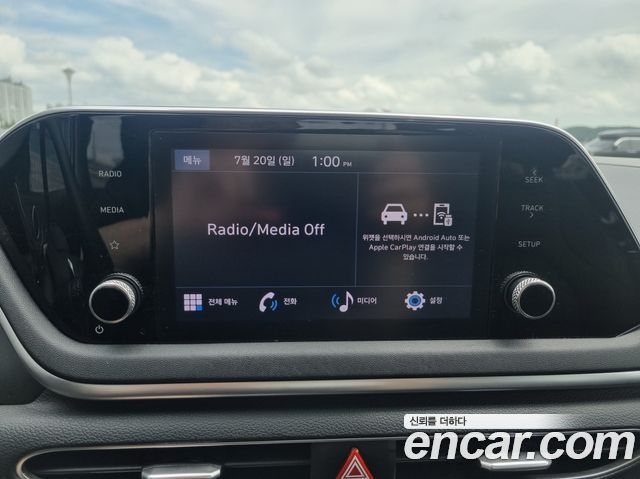 메뉴 7월 20일 (일) 1:00 PM
RADIO
MEDIA
Radio/Media Off
위젯을 선택하시면 Android Auto 또는
Apple CarPlay 연결을 시작할 수
있습니다.
SEEK
TRACK
SETUP
전체 메뉴 전화 미디어 설정
신뢰를 더하다
encar.com